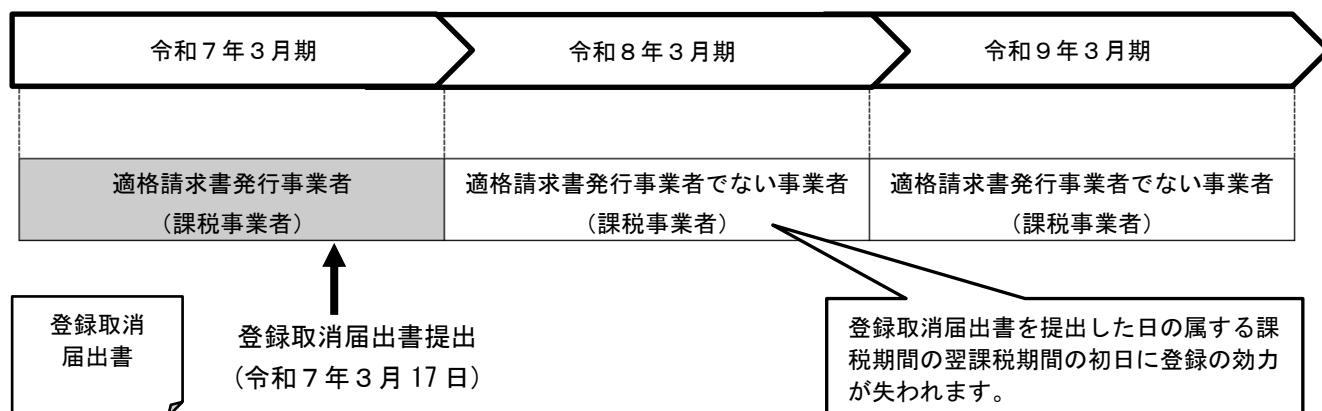 令和７年３月期
令和８年３月期
令和９年３月期
適格請求書発行事業者
（課税事業者）
適格請求書発行事業者でない事業者
（課税事業者）
適格請求書発行事業者でない事業者
（課税事業者）
登録取消
届出書
登録取消届出書提出
（令和７年３月17日）
登録取消届出書を提出した日の属する課
税期間の翌課税期間の初日に登録の効力
が失われます。